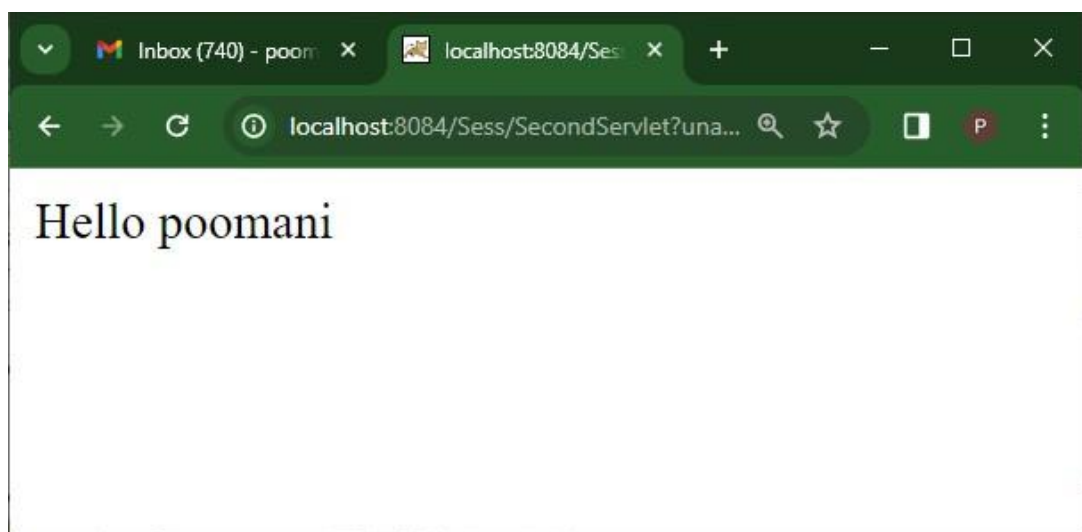 Inbox (740) - poom
localhost:8084/Ses
localhost:8084/Sess/SecondServlet?una...
P
Hello poomani